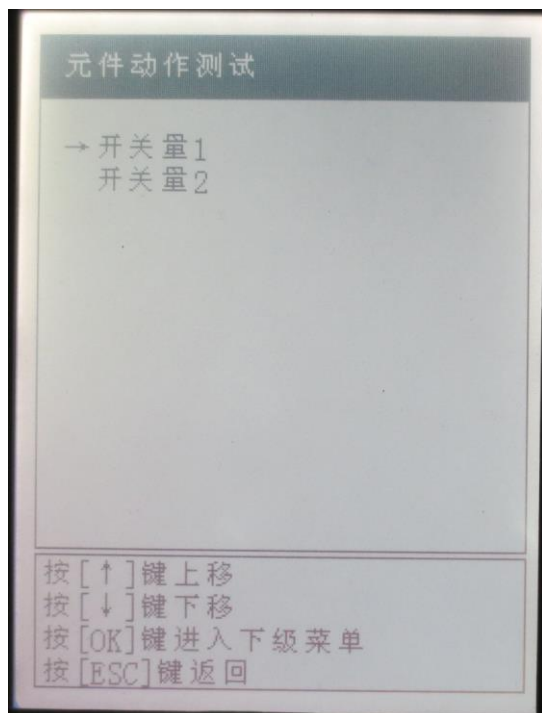 元件动作测试
→开关量1
开关量2
按[↑]键上移
按[↓]键下移
按[OK]键进入下级菜单
按[ESC]键返回